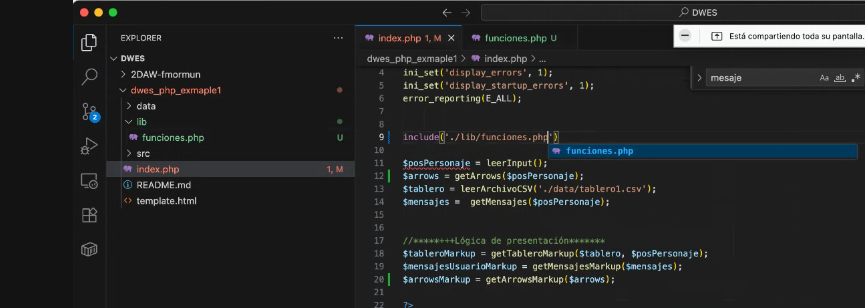 DWES
EXPLORER
index.php 1, M
funciones.php U
Está compartiendo toda su pantalla.
DWES
2DAW-fmormun
dwes_php_exmaple1
data
lib
funciones.php U
src
index.php 1, M
README.md
template.html
2
dwes_php_exmaple1 > index.php > ...
mesaje
Aa ab .*
4 ini_set('display_errors', 1);
5 ini_set('display_startup_errors', 1);
6 error_reporting(E_ALL);
7
8
9 include('./lib/funciones.php')
funciones.php
10
11 $posPersonaje = leerInput();
12 $arrows = getArrows($posPersonaje);
13 $tablero = leerArchivoCSV('./data/tablero1.csv');
14 $mensajes = getMensajes($posPersonaje);
15
16
17 //*****+++Lógica de presentación*******
18 $tableroMarkup = getTableroMarkup($tablero, $posPersonaje);
19 $mensajesUsuarioMarkup = getMensajesMarkup($mensajes);
20 $arrowsMarkup = getArrowsMarkup($arrows);
21
22 ?>